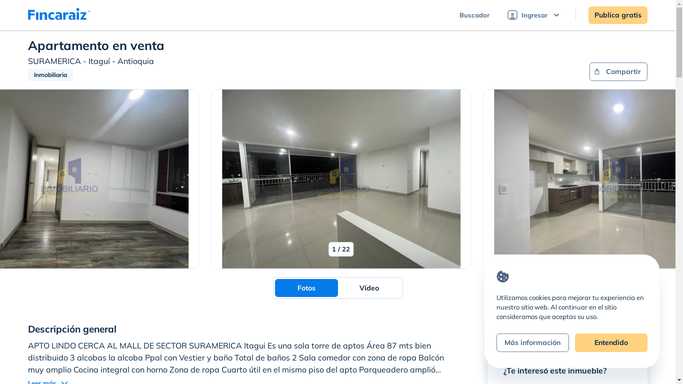 Fincaraiz
Buscador
Ingresar
Publica gratis
Apartamento en venta
SURAMERICA - Itaguí - Antioquia
Inmobiliaria
Compartir
1 / 22
Fotos
Video
Descripción general
APTO LINDO CERCA AL MALL DE SECTOR SURAMERICA Itagui Es una sola torre de aptos Área 87 mts bien
distribuido 3 alcobas la alcoba Ppal con Vestier y baño Total de baños 2 Sala comedor con zona de ropa Balcón
muy amplio Cocina integral con horno Zona de ropa Cuarto útil en el mismo piso del apto Parqueadero amplió,...
Leer más
Utilizamos cookies para mejorar tu experiencia en
nuestro sitio web. Al continuar en el sitio
consideramos que aceptas su uso.
Más información
Entendido
¿Te interesó este inmueble?